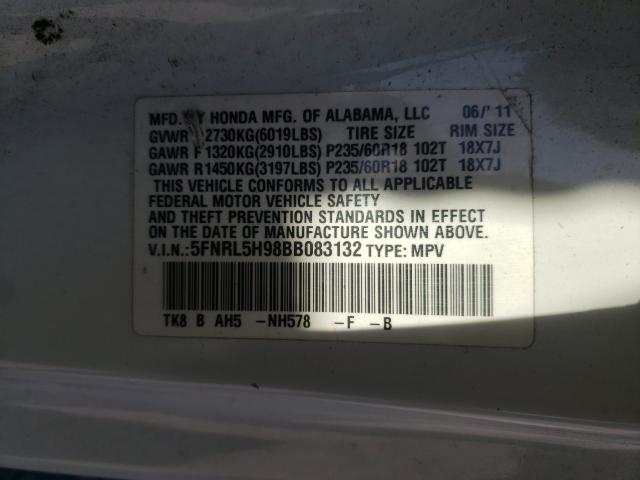 MFD. BY HONDA MFG. OF ALABAMA, LLC 06/'11
GVWR 2730KG(6019LBS) TIRE SIZE RIM SIZE
GAWR F 1320KG(2910LBS) P235/60R18 102T 18X7J
GAWR R1450KG(3197LBS) P235/60R18 102T 18X7J
THIS VEHICLE CONFORMS TO ALL APPLICABLE
FEDERAL MOTOR VEHICLE SAFETY
AND THEFT PREVENTION STANDARDS IN EFFECT
ON THE DATE OF MANUFACTURE SHOWN ABOVE.
V.I.N.:5FNRL5H98BB083132 TYPE: MPV
TK8 B AH5 -NH578 -F -B